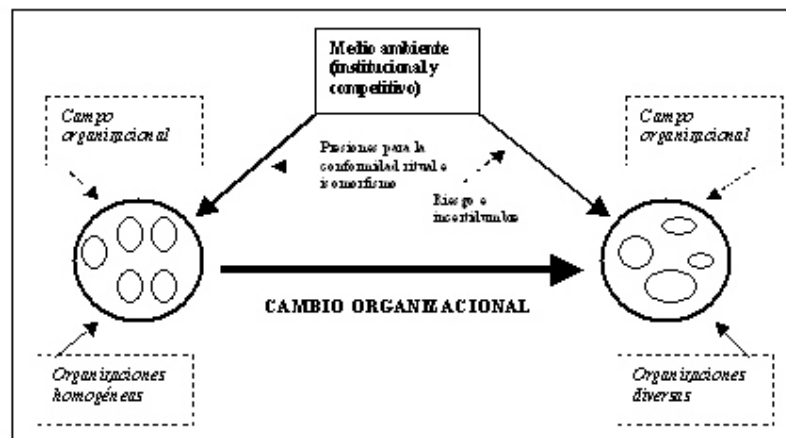 Medio ambiente
(institucional y
competitivo)
Campo
organizacional
Campo
organizacional
Presiones para la
conformidad ritual e
isomorfismo
Riesgo e
insertidumbre
CAMBIO ORGANIZACIONAL
Organizaciones
homogéneas
Organizaciones
diversas